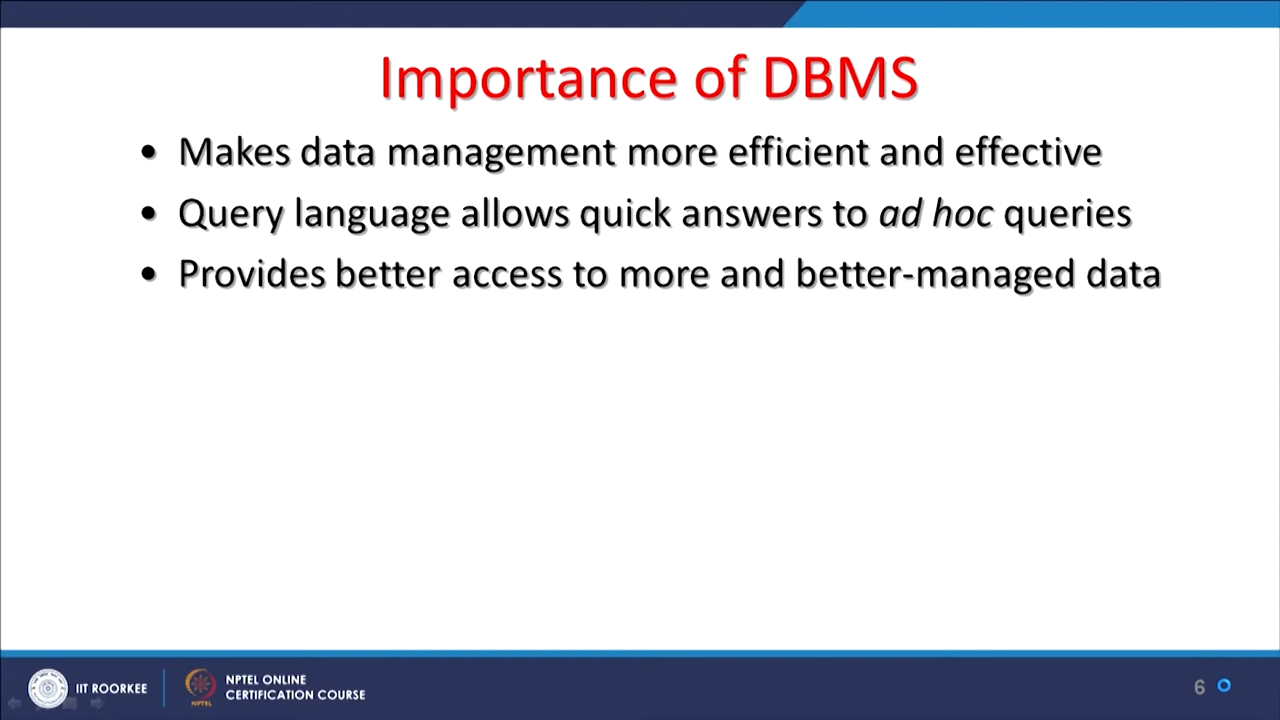 Importance of DBMS
• Makes data management more efficient and effective
• Query language allows quick answers to ad hoc queries
• Provides better access to more and better-managed data
IIT ROORKEE
NPTEL
NPTEL ONLINE
CERTIFICATION COURSE
6